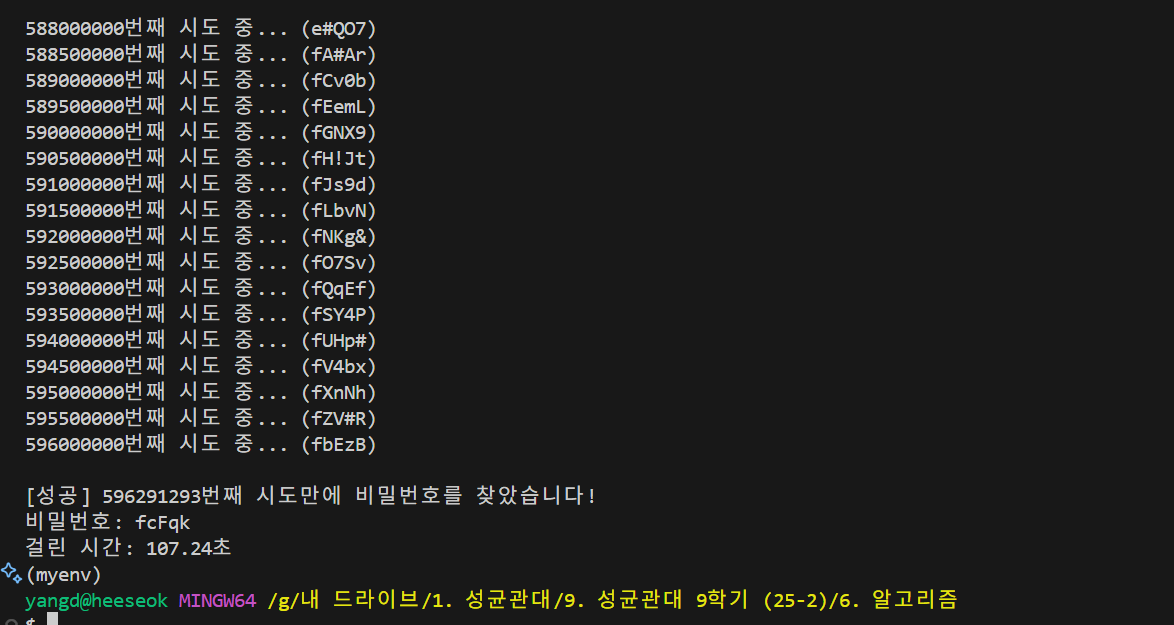 588000000번째 시도 중... (e#QO7)
588500000번째 시도 중... (fA#Ar)
589000000번째 시도 중... (fCv0b)
589500000번째 시도 중... (fEemL)
590000000번째 시도 중... (fGNX9)
590500000번째 시도 중... (fH!Jt)
591000000번째 시도 중... (fJs9d)
591500000번째 시도 중... (fLbvN)
592000000번째 시도 중... (fNKg&)
592500000번째 시도 중... (fO7Sv)
593000000번째 시도 중... (fQqEf)
593500000번째 시도 중... (fSY4P)
594000000번째 시도 중... (fUHp#)
594500000번째 시도 중... (fV4bx)
595000000번째 시도 중... (fXnNh)
595500000번째 시도 중... (fZV#R)
596000000번째 시도 중... (fbEzB)
[성공] 596291293번째 시도만에 비밀번호를 찾았습니다!
비밀번호: fcFqk
걸린 시간: 107.24초
(myenv)
yangd@heeseok MINGW64 /g/내 드라이브/1. 성균관대/9. 성균관대 9학기 (25-2)/6. 알고리즘
$